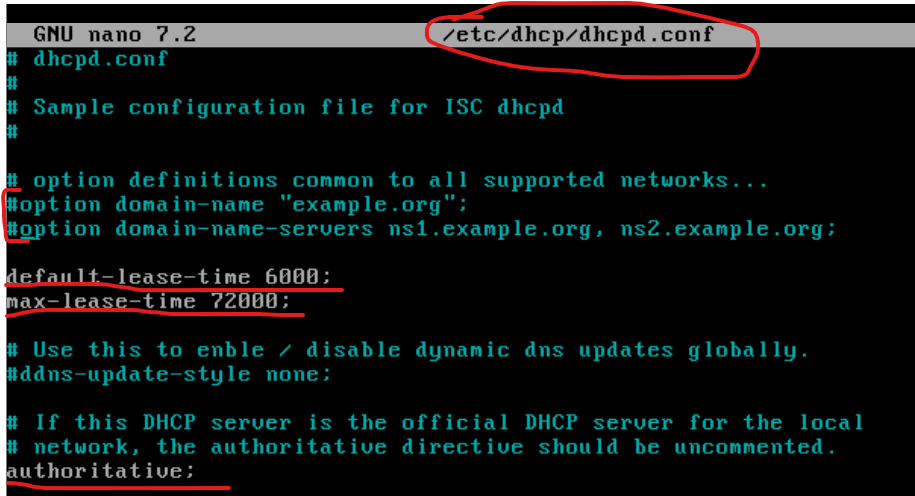 GNU nano 7.2 /etc/dhcp/dhcpd.conf
# dhcpd.conf
#
# Sample configuration file for ISC dhcpd
#
# option definitions common to all supported networks...
#option domain-name "example.org";
#option domain-name-servers ns1.example.org, ns2.example.org;
default-lease-time 6000;
max-lease-time 72000;
# Use this to enble / disable dynamic dns updates globally.
#ddns-update-style none;
# If this DHCP server is the official DHCP server for the local
# network, the authoritative directive should be uncommented.
authoritative;